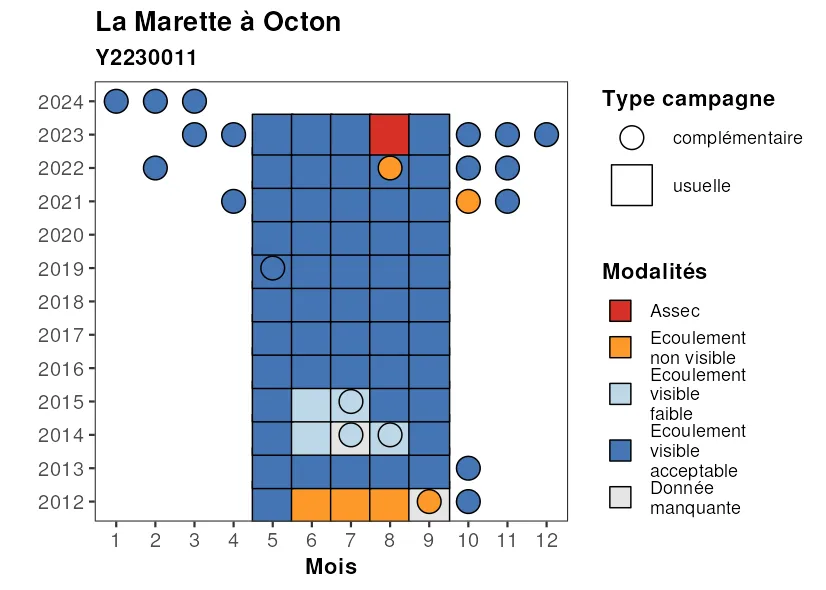 La Marette à Octon
Y2230011
2024
2023
2022
2021
2020
2019
2018
2017
2016
2015
2014
2013
2012
1 2 3 4 5 6 7 8 9 10 11 12
Mois
Type campagne
complémentaire
usuelle
Modalités
Assec
Ecoulement
non visible
Ecoulement
visible
faible
Ecoulement
visible
acceptable
Donnée
manquante